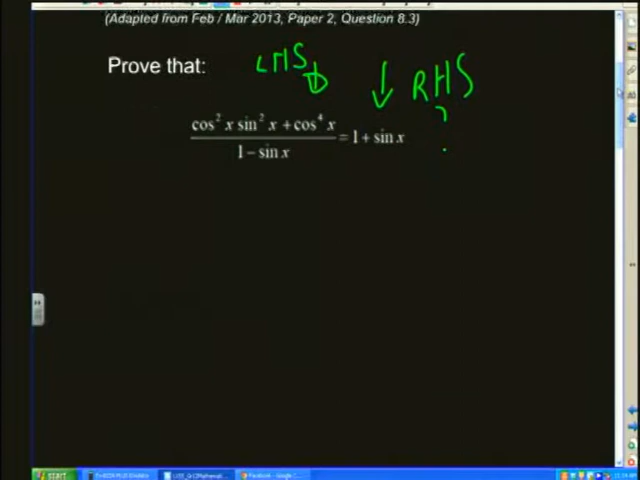 (Adapted from Feb / Mar 2013, Paper 2, Question 8.3)
Prove that:
LHS
RHS
?
cos² x sin² x + cos⁴ x
1 − sin x
= 1 + sin x
start